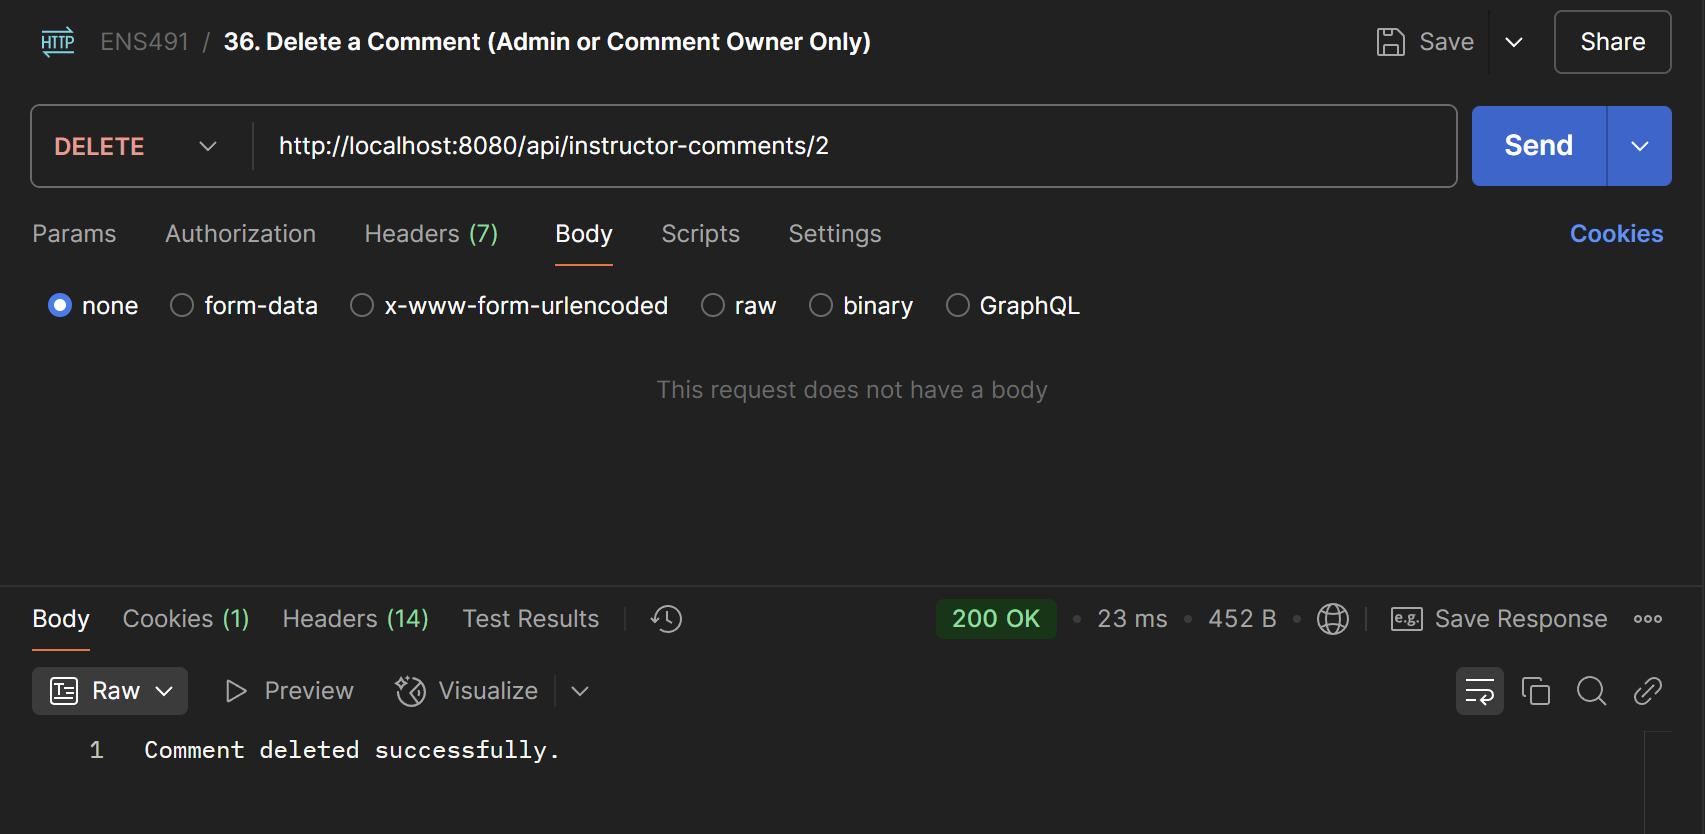 HTTP ENS491 / 36. Delete a Comment (Admin or Comment Owner Only) Save Share
DELETE http://localhost:8080/api/instructor-comments/2 Send
Params Authorization Headers (7) Body Scripts Settings Cookies
none form-data x-www-form-urlencoded raw binary GraphQL
This request does not have a body
Body Cookies (1) Headers (14) Test Results 200 OK • 23 ms • 452 B • e.g. Save Response
Raw Preview Visualize
1 Comment deleted successfully.